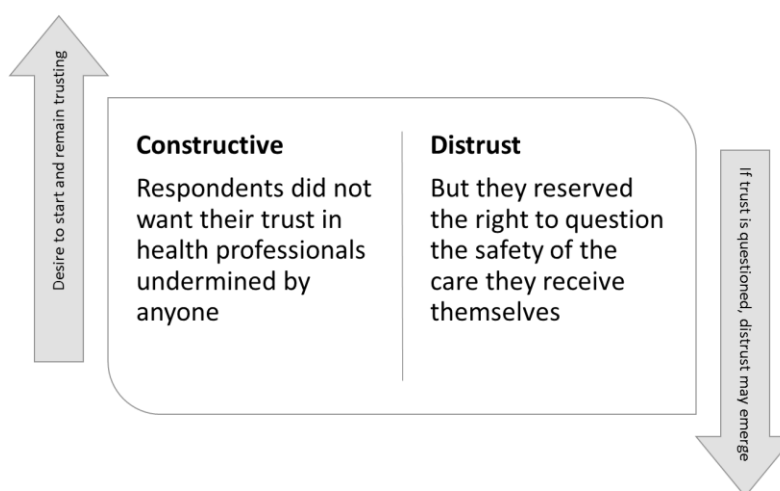 Desire to start and remain trusting
Constructive
Respondents did not
want their trust in
health professionals
undermined by
anyone
Distrust
But they reserved
the right to question
the safety of the
care they receive
themselves
If trust is questioned, distrust may emerge